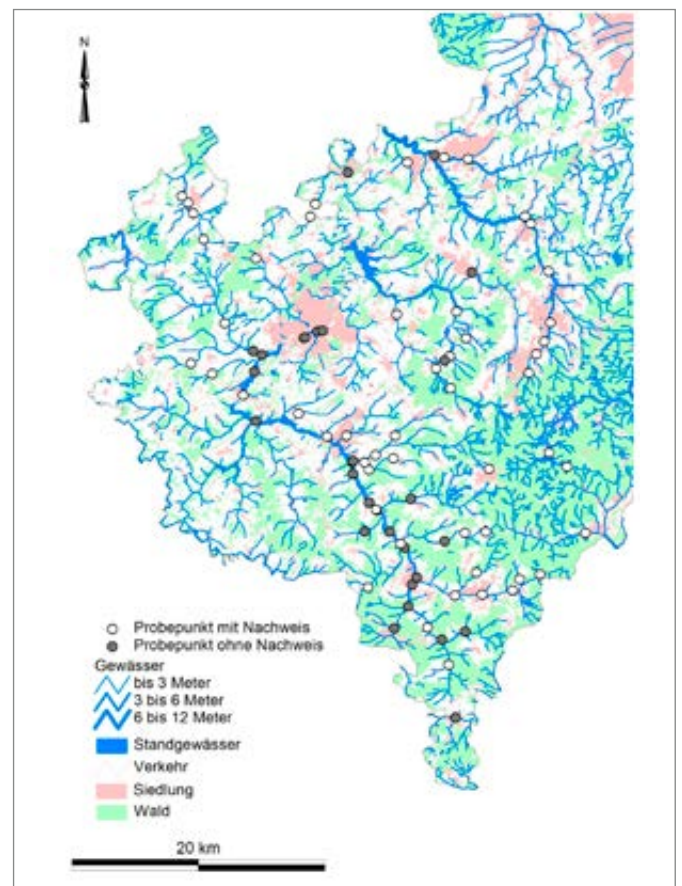 N
Probepunkt mit Nachweis
Probepunkt ohne Nachweis
Gewässer
bis 3 Meter
3 bis 6 Meter
6 bis 12 Meter
Standgewässer
Verkehr
Siedlung
Wald
20 km